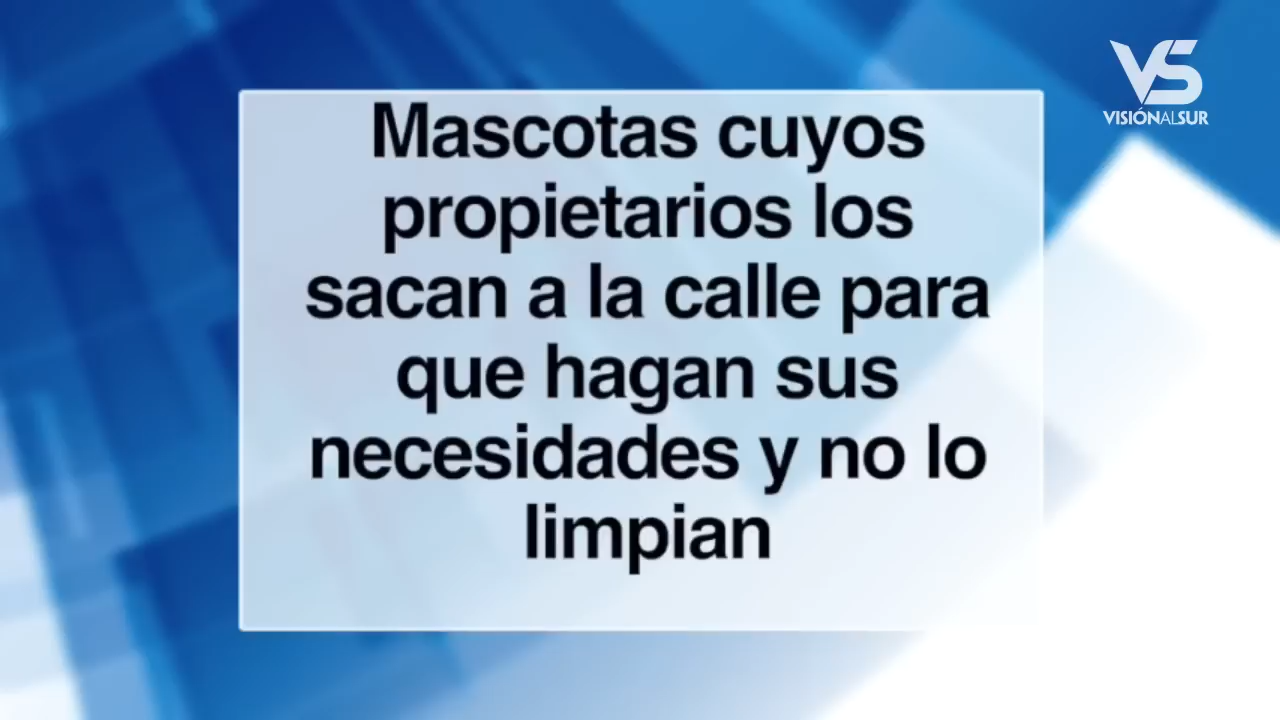 VS
VISIÓNALSUR
Mascotas cuyos
propietarios los
sacan a la calle para
que hagan sus
necesidades y no lo
limpian